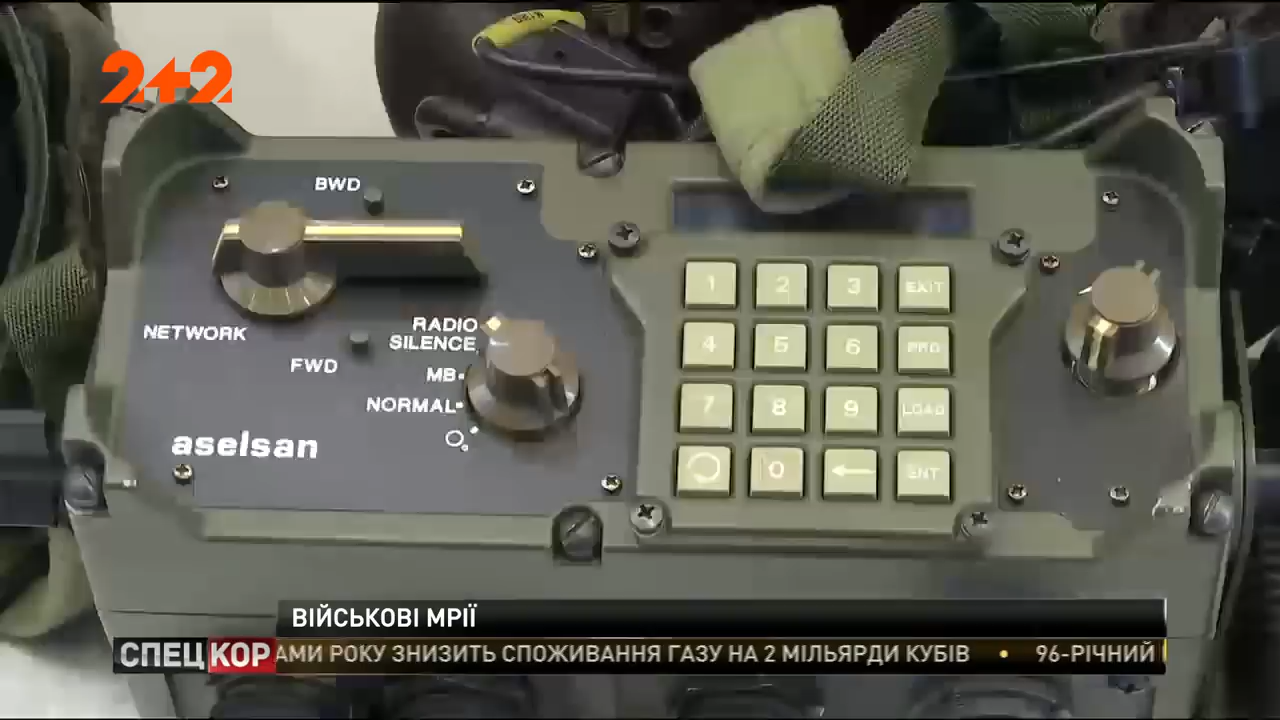 2+2
BWD
NETWORK
FWD
RADIO
SILENCE
MB
NORMAL
aselsan
1 2 3 EXIT
4 5 6 PRG
7 8 9 LOAD
0 ← ENT
ВІЙСЬКОВІ МРІЇ
СПЕЦКОР
АМИ РОКУ ЗНИЗИТЬ СПОЖИВАННЯ ГАЗУ НА 2 МІЛЬЯРДИ КУБІВ • 96-РІЧНИЙ